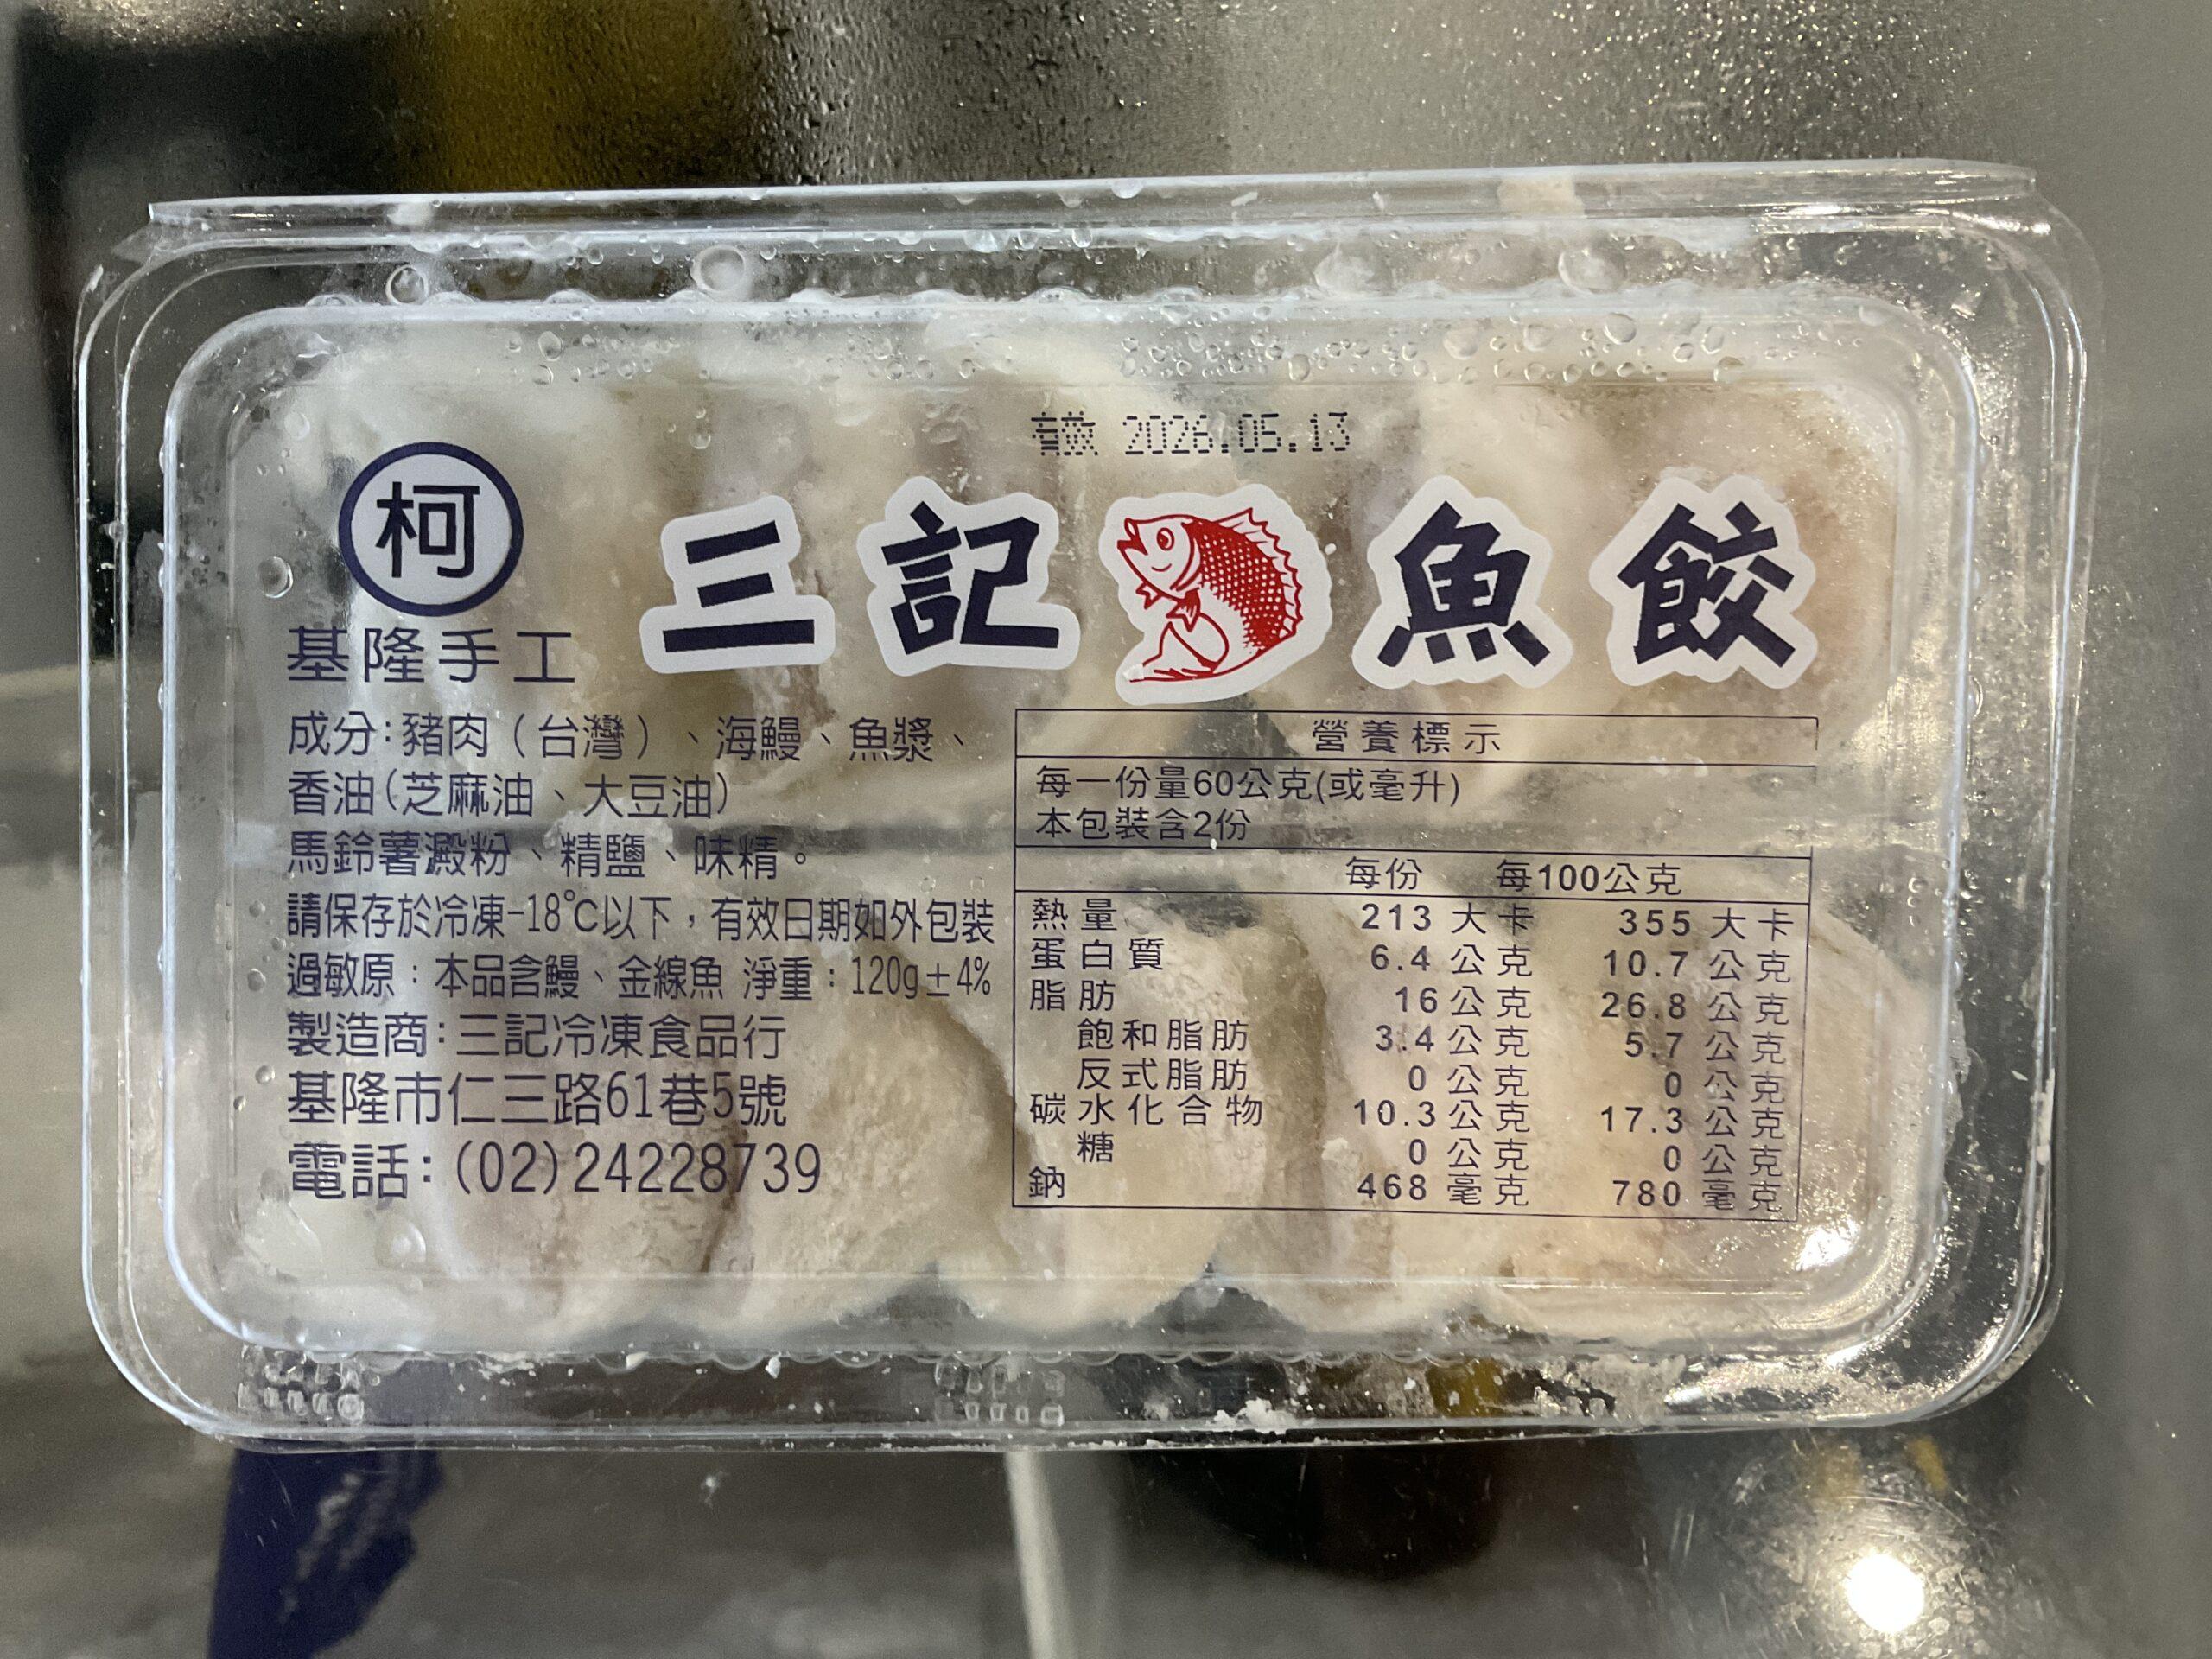 有效 2026.05.13
柯
三記魚餃
基隆手工
成分:豬肉（台灣）、海鰻、魚漿、
香油(芝麻油、大豆油)
馬鈴薯澱粉、精鹽、味精。
請保存於冷凍-18℃以下，有效日期如外包裝
過敏原：本品含鰻、金線魚 淨重：120g±4%
製造商:三記冷凍食品行
基隆市仁三路61巷5號
電話:(02)24228739
營養標示
每一份量60公克(或毫升)
本包裝含2份
每份 每100公克
熱量 213 大卡 355 大卡
蛋白質 6.4 公克 10.7 公克
脂肪 16 公克 26.8 公克
飽和脂肪 3.4 公克 5.7 公克
反式脂肪 0 公克 0 公克
碳水化合物 10.3 公克 17.3 公克
糖 0 公克 0 公克
鈉 468 毫克 780 毫克